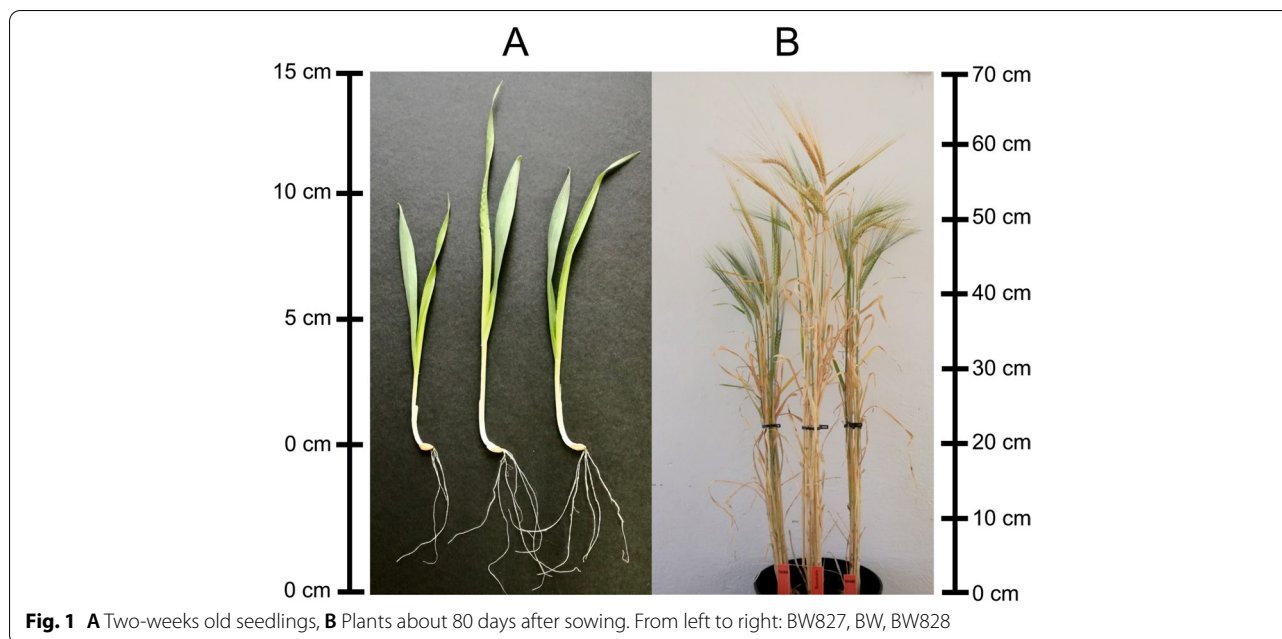 A B
15 cm 70 cm
60 cm
10 cm 50 cm
40 cm
5 cm
30 cm
0 cm 20 cm
10 cm
0 cm 0 cm
Fig. 1 A Two-weeks old seedlings, B Plants about 80 days after sowing. From left to right: BW827, BW, BW828